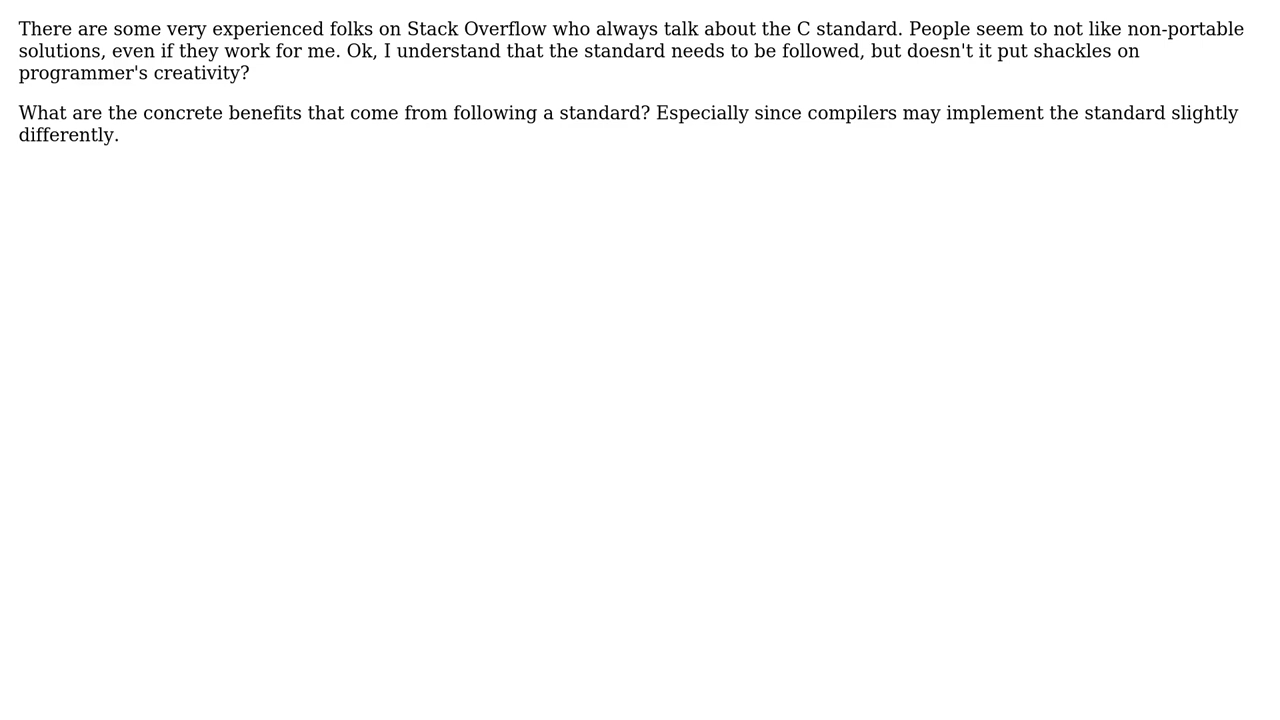 There are some very experienced folks on Stack Overflow who always talk about the C standard. People seem to not like non-portable
solutions, even if they work for me. Ok, I understand that the standard needs to be followed, but doesn't it put shackles on
programmer's creativity?
What are the concrete benefits that come from following a standard? Especially since compilers may implement the standard slightly
differently.